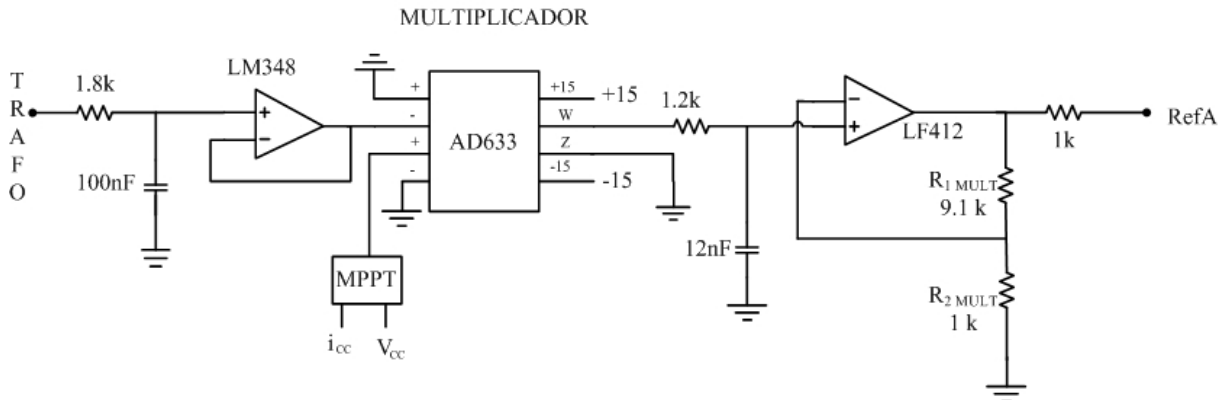 MULTIPLICADOR
TRAFO
1.8k
100nF
LM348
+
-
+
-
+
-
AD633
+15
W
Z
-15
+15
-15
MPPT
icc
Vcc
1.2k
12nF
-
+
LF412
1k
RefA
R1 MULT
9.1 k
R2 MULT
1 k